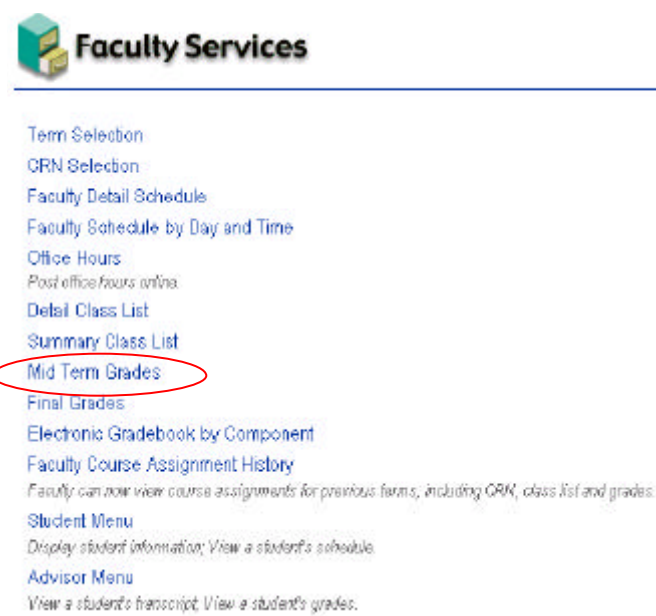 Faculty Services
Term Selection
CRN Selection
Faculty Detail Schedule
Faculty Schedule by Day and Time
Office Hours
Post office hours online.
Detail Class List
Summary Class List
Mid Term Grades
Final Grades
Electronic Gradebook by Component
Faculty Course Assignment History
Faculty can now view course assignments for previous terms, including CRN, class list and grades.
Student Menu
Display student information; View a student's schedule.
Advisor Menu
View a student's transcript; View a student's grades.